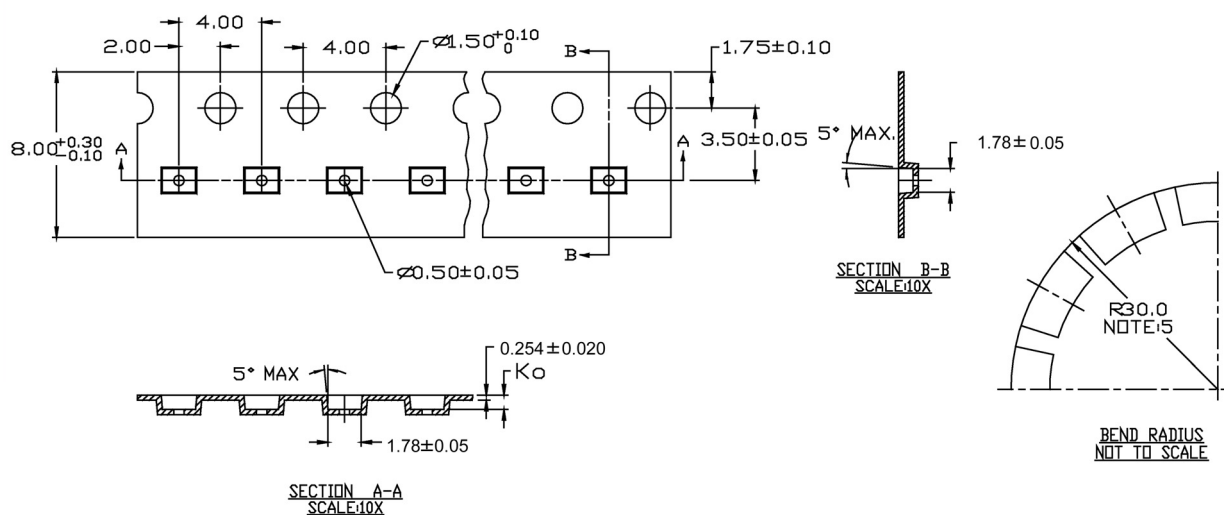 4.00
2.00
4.00
Ø1.50+0.10
0
B
1.75±0.10
8.00+0.30
-0.10
A
A
3.50±0.05
Ø0.50±0.05
B
5° MAX.
1.78±0.05
SECTION B-B
SCALE:10X
R30.0
NOTE:5
BEND RADIUS
NOT TO SCALE
5° MAX
0.254±0.020
Ko
1.78±0.05
SECTION A-A
SCALE:10X